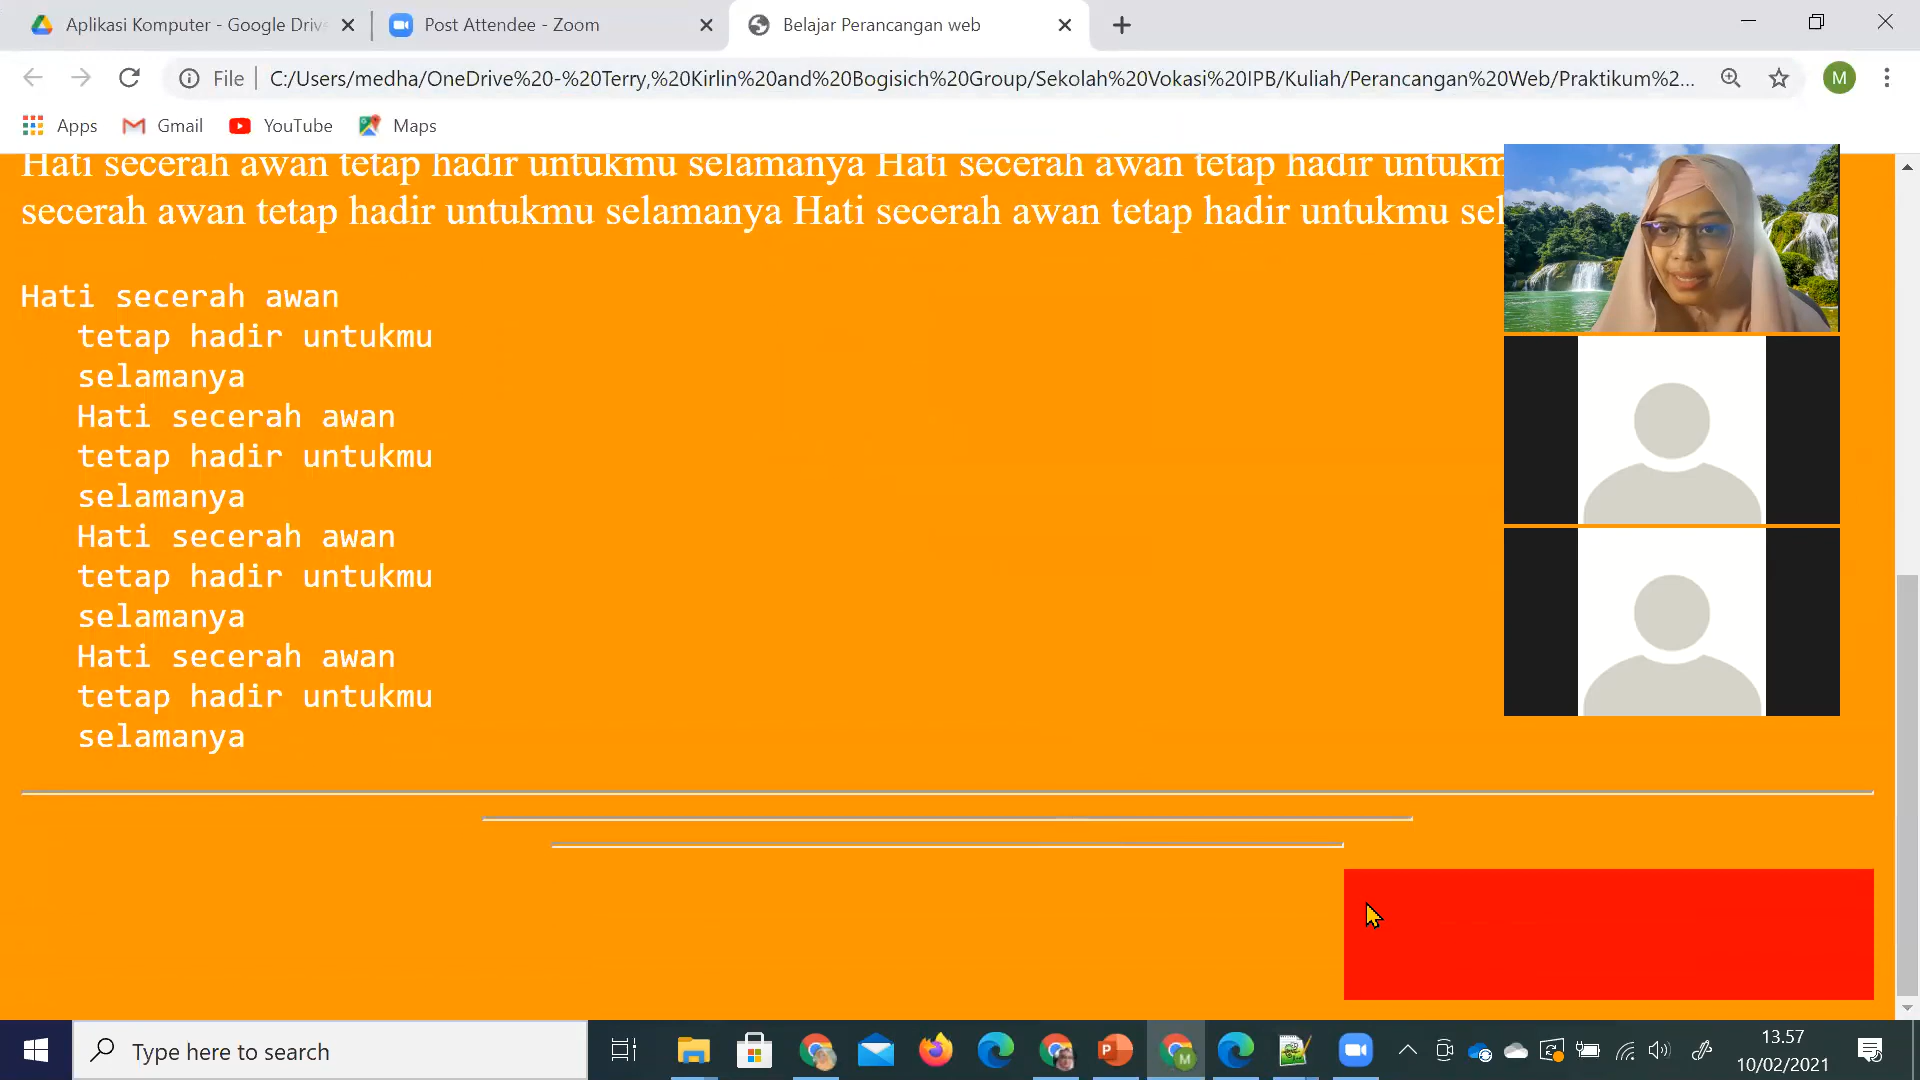 Aplikasi Komputer - Google Driv
Post Attendee - Zoom
Belajar Perancangan web
File
C:/Users/medha/OneDrive%20-%20Terry,%20Kirlin%20and%20Bogisich%20Group/Sekolah%20Vokasi%20IPB/Kuliah/Perancangan%20Web/Praktikum%2...
M
Apps
Gmail
YouTube
Maps
Hati secerah awan tetap hadir untukmu selamanya Hati secerah awan tetap hadir untukm
secerah awan tetap hadir untukmu selamanya Hati secerah awan tetap hadir untukmu sel
Hati secerah awan
tetap hadir untukmu
selamanya
Hati secerah awan
tetap hadir untukmu
selamanya
Hati secerah awan
tetap hadir untukmu
selamanya
Hati secerah awan
tetap hadir untukmu
selamanya
Type here to search
13.57
10/02/2021